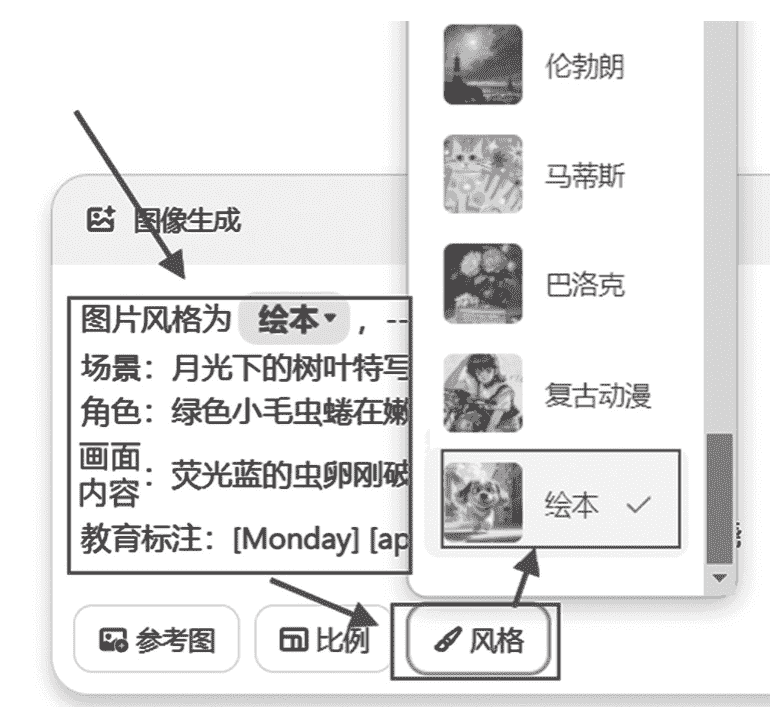 伦勃朗
马蒂斯
巴洛克
复古动漫
绘本
图像生成
图片风格为 绘本 ，--
场景：月光下的树叶特写
角色：绿色小毛虫蜷在嫩
画面内容：荧光蓝的虫卵刚破
教育标注：[Monday] [ap
参考图
比例
风格